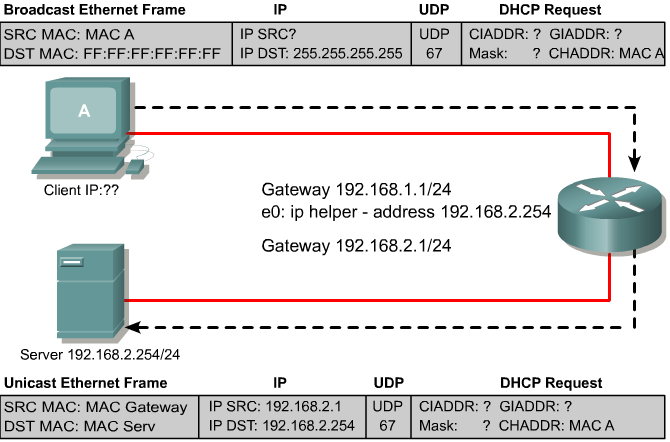 Broadcast Ethernet Frame IP UDP DHCP Request
SRC MAC: MAC A IP SRC? UDP CIADDR: ? GIADDR: ?
DST MAC: FF:FF:FF:FF:FF:FF IP DST: 255.255.255.255 67 Mask: ? CHADDR: MAC A
A
Client IP:??
Gateway 192.168.1.1/24
e0: ip helper - address 192.168.2.254
Gateway 192.168.2.1/24
Server 192.168.2.254/24
Unicast Ethernet Frame IP UDP DHCP Request
SRC MAC: MAC Gateway IP SRC: 192.168.2.1 UDP CIADDR: ? GIADDR: ?
DST MAC: MAC Serv IP DST: 192.168.2.254 67 Mask: ? CHADDR: MAC A